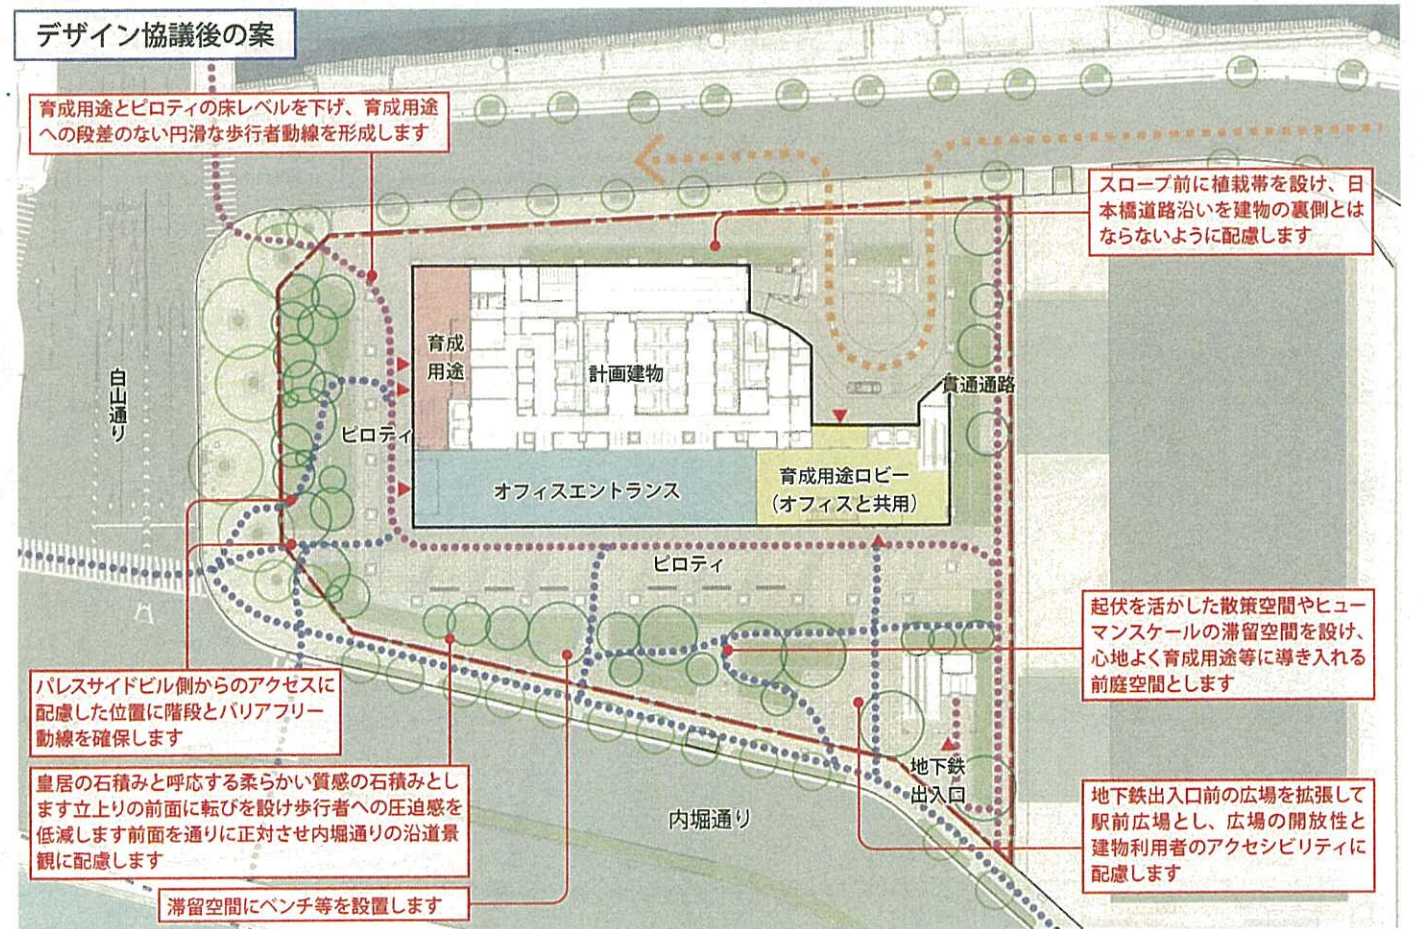 デザイン協議後の案
育成用途とピロティの床レベルを下げ、育成用途
への段差のない円滑な歩行者動線を形成します
スロープ前に植栽帯を設け、日
本橋道路沿いを建物の裏側とは
ならないように配慮します
白山通り
育成
用途
計画建物
貫通通路
ピロティ
オフィスエントランス
育成用途ロビー
（オフィスと共用）
ピロティ
起伏を活かした散策空間やヒュー
マンスケールの滞留空間を設け、
心地よく育成用途等に導き入れる
前庭空間とします
パレスサイドビル側からのアクセスに
配慮した位置に階段とバリアフリー
動線を確保します
皇居の石積みと呼応する柔らかい質感の石積みとし
ます立上りの前面に転びを設け歩行者への圧迫感を
低減します前面を通りに正対させ内堀通りの沿道景
観に配慮します
滞留空間にベンチ等を設置します
内堀通り
地下鉄
出入口
地下鉄出入口前の広場を拡張して
駅前広場とし、広場の開放性と
建物利用者のアクセシビリティに
配慮します